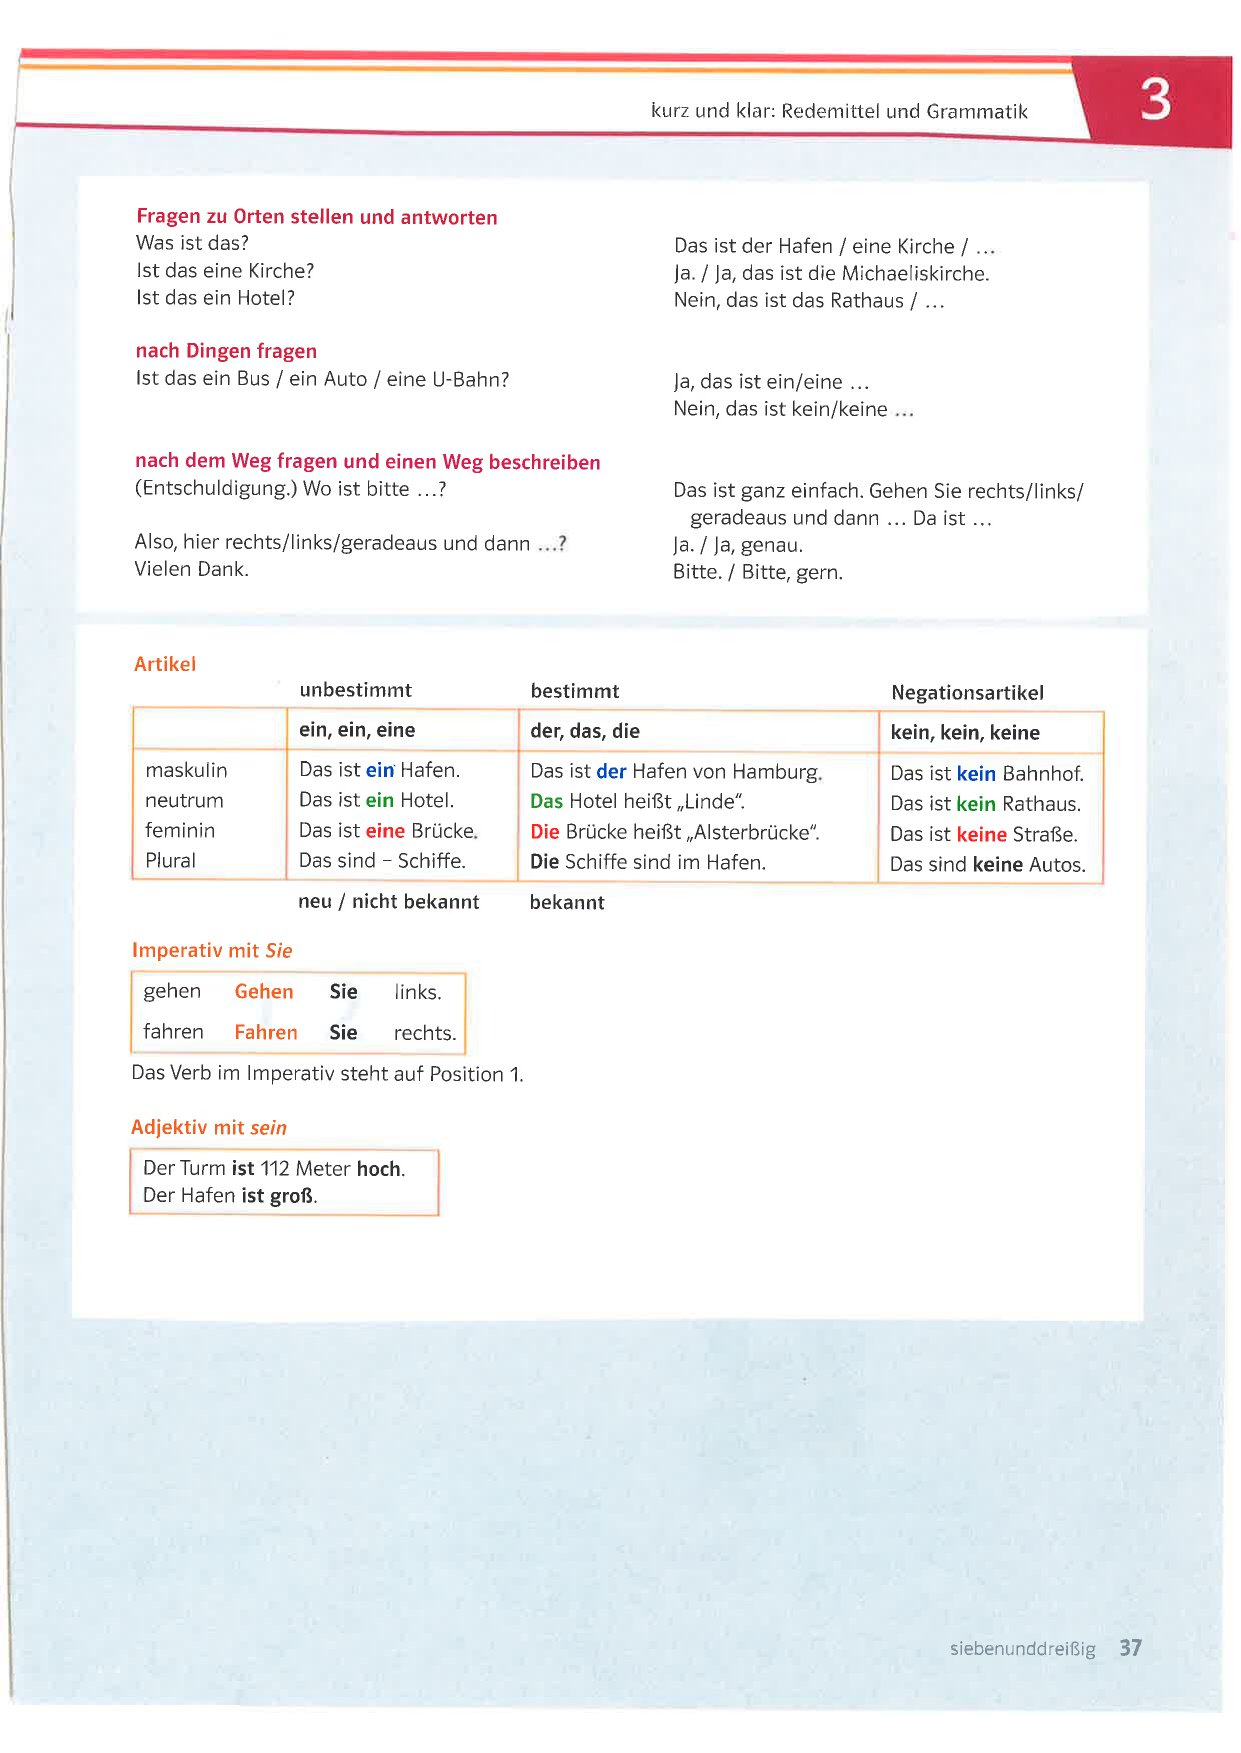 kurz und klar: Redemittel und Grammatik 3
Fragen zu Orten stellen und antworten
Was ist das? Das ist der Hafen / eine Kirche / ...
Ist das eine Kirche? Ja. / Ja, das ist die Michaeliskirche.
Ist das ein Hotel? Nein, das ist das Rathaus / ...
nach Dingen fragen
Ist das ein Bus / ein Auto / eine U-Bahn? Ja, das ist ein/eine ...
Nein, das ist kein/keine ...
nach dem Weg fragen und einen Weg beschreiben
(Entschuldigung.) Wo ist bitte ...? Das ist ganz einfach. Gehen Sie rechts/links/
geradeaus und dann ... Da ist ...
Also, hier rechts/links/geradeaus und dann ...? Ja. / Ja, genau.
Vielen Dank. Bitte. / Bitte, gern.
Artikel
unbestimmt bestimmt Negationsartikel
ein, ein, eine der, das, die kein, kein, keine
maskulin Das ist ein Hafen. Das ist der Hafen von Hamburg. Das ist kein Bahnhof.
neutrum Das ist ein Hotel. Das Hotel heißt „Linde“. Das ist kein Rathaus.
feminin Das ist eine Brücke. Die Brücke heißt „Alsterbrücke“. Das ist keine Straße.
Plural Das sind – Schiffe. Die Schiffe sind im Hafen. Das sind keine Autos.
neu / nicht bekannt bekannt
Imperativ mit Sie
gehen Gehen Sie links.
fahren Fahren Sie rechts.
Das Verb im Imperativ steht auf Position 1.
Adjektiv mit sein
Der Turm ist 112 Meter hoch.
Der Hafen ist groß.
siebenunddreißig 37